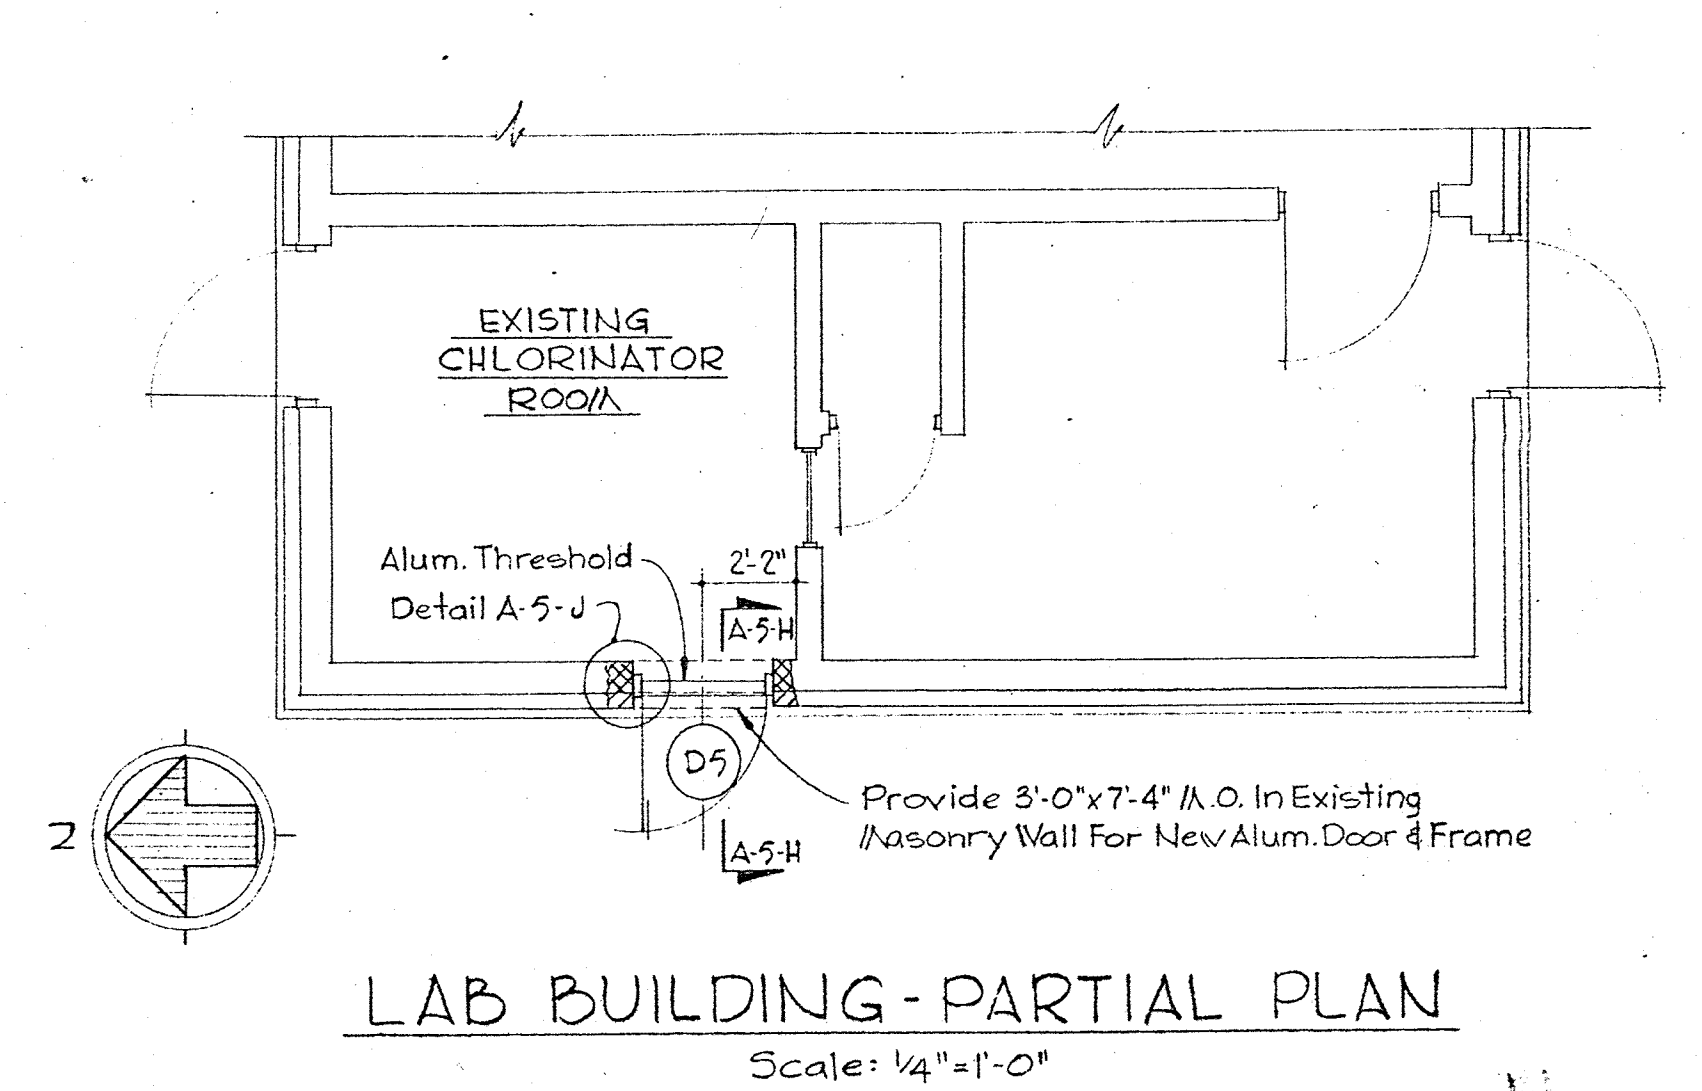 EXISTING
CHLORINATOR
ROOM
Alum. Threshold
2'-2"
Detail A-5-J
A-5-H
D5
N
Provide 3'-0"x7'-4" M.O. In Existing
Masonry Wall For New Alum. Door & Frame
A-5-H
LAB BUILDING - PARTIAL PLAN
Scale: 1/4"=1'-0"